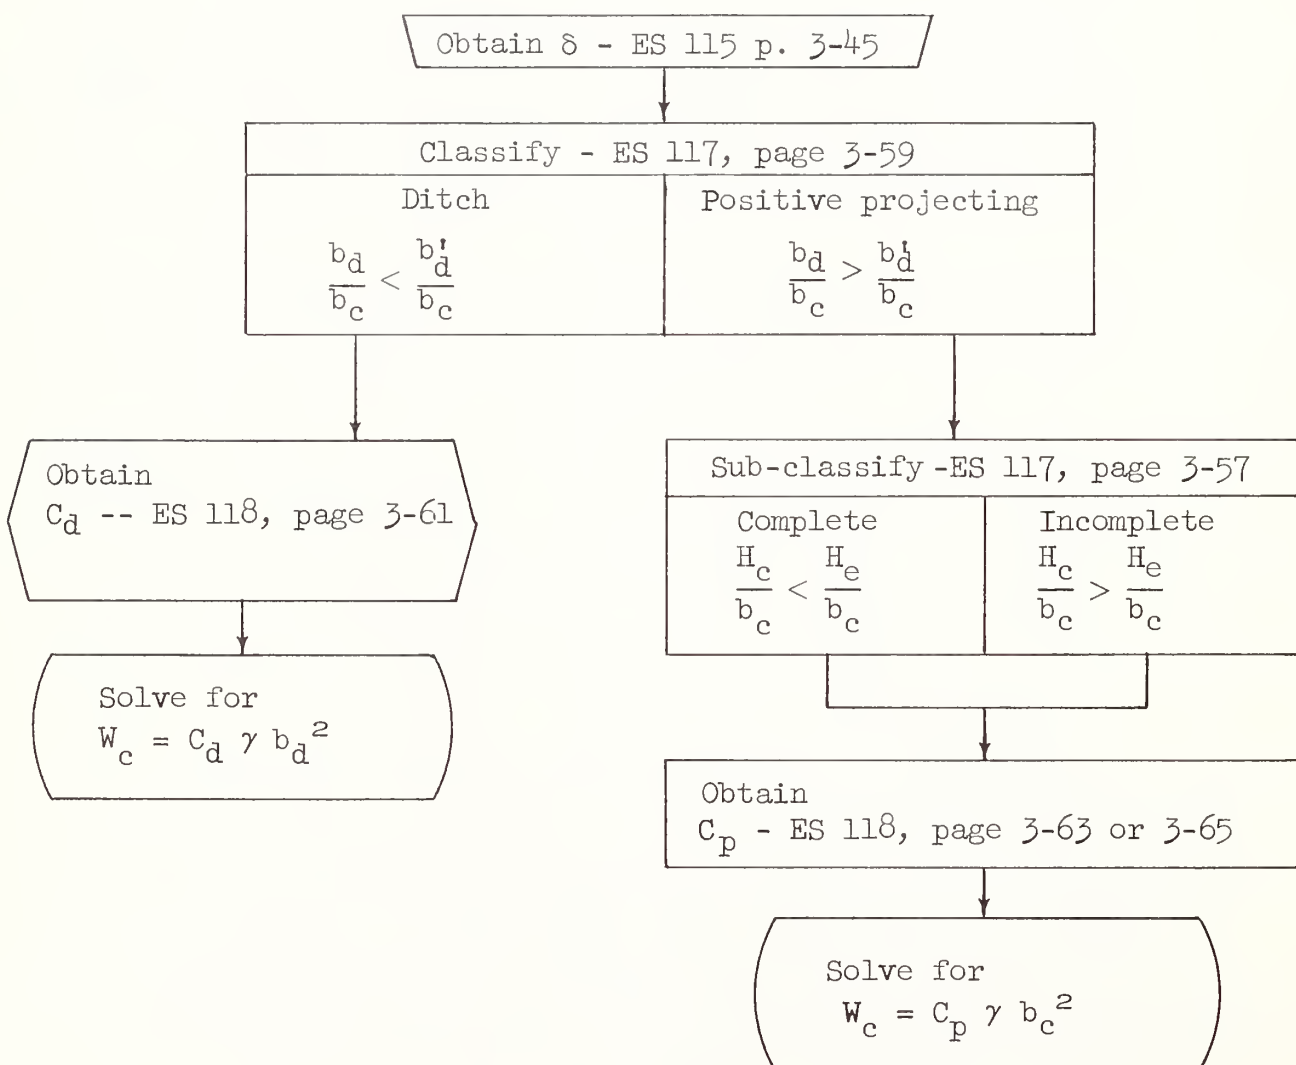 Obtain δ - ES 115 p. 3-45
Classify - ES 117, page 3-59
Ditch
b_d/b_c < b'_d/b_c
Positive projecting
b_d/b_c > b'_d/b_c
Obtain
C_d -- ES 118, page 3-61
Solve for
W_c = C_d γ b_d²
Sub-classify -ES 117, page 3-57
Complete
H_c/b_c < H_e/b_c
Incomplete
H_c/b_c > H_e/b_c
Obtain
C_p - ES 118, page 3-63 or 3-65
Solve for
W_c = C_p γ b_c²